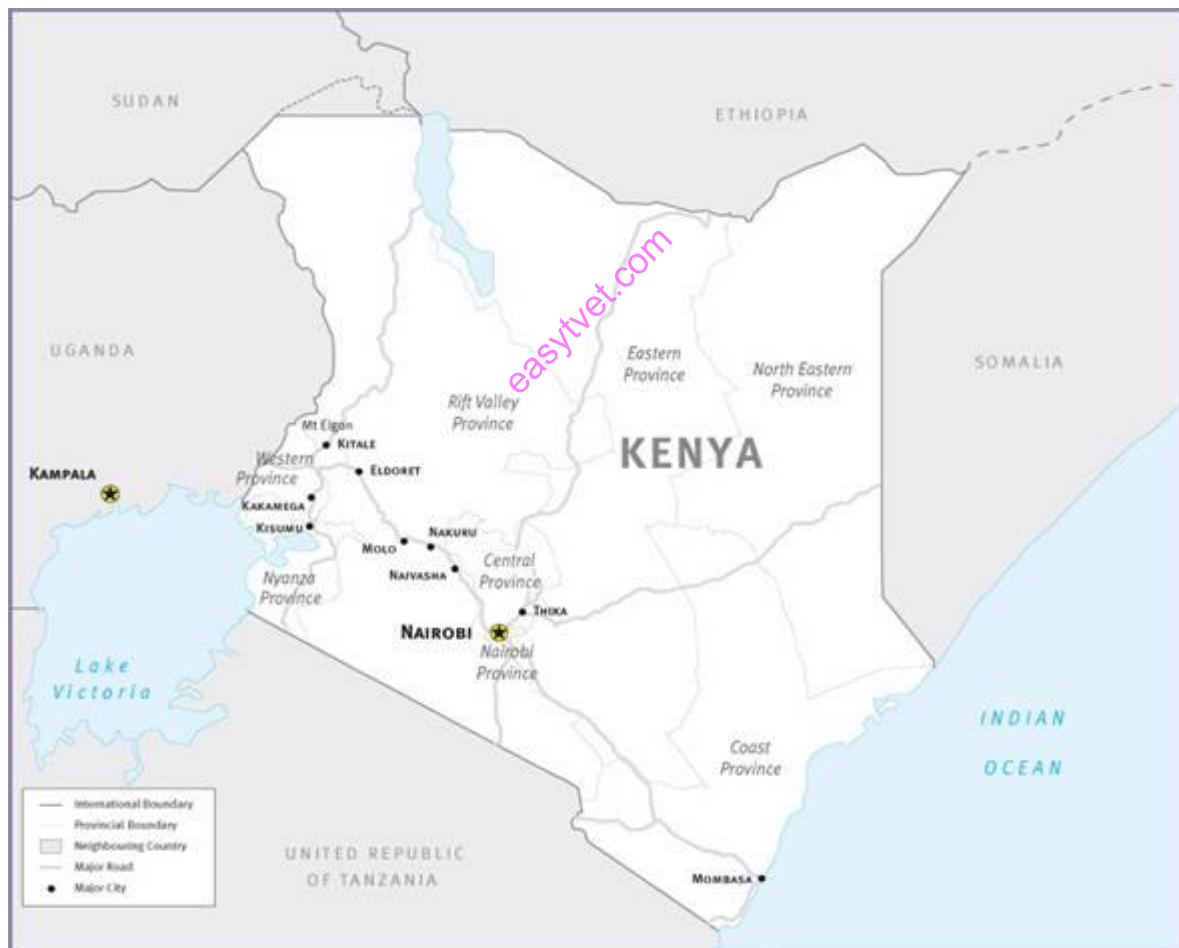 SUDAN
ETHIOPIA
easytvet.com
UGANDA
SOMALIA
Eastern
Province
North Eastern
Province
Rift Valley
Province
Mt Elgon
KITALE
KENYA
Western
Province
ELDORET
KAMPALA
KAKAMEGA
KISUMU
NAKURU
MOLO
Central
Province
NAIVASHA
Nyanza
Province
THIKA
NAIROBI
Nairobi
Province
Lake
Victoria
INDIAN
OCEAN
Coast
Province
International Boundary
Provincial Boundary
Neighbouring Country
Major Road
Major City
UNITED REPUBLIC
OF TANZANIA
MOMBASA